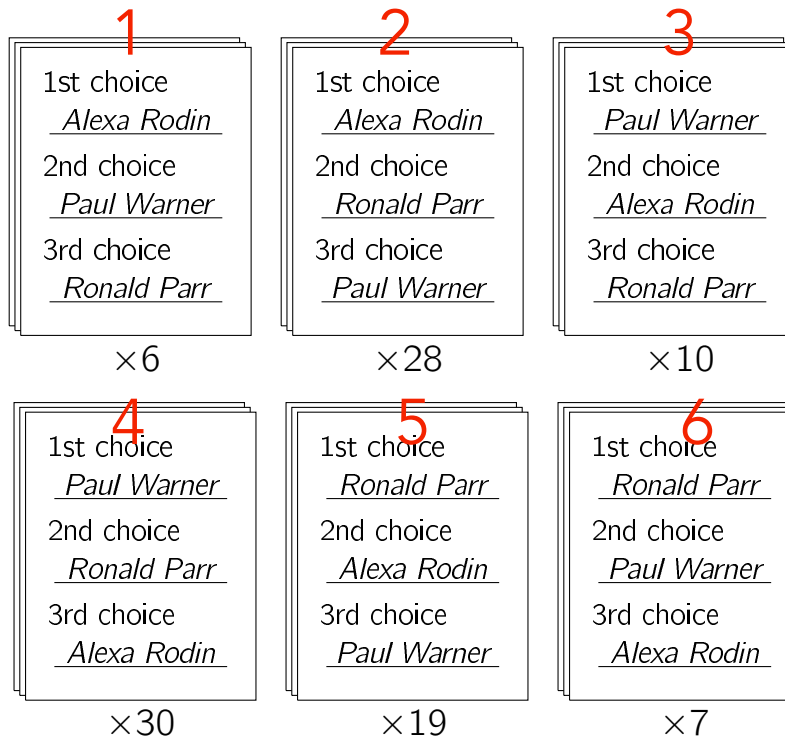 1
1st choice
Alexa Rodin
2nd choice
Paul Warner
3rd choice
Ronald Parr
×6
2
1st choice
Alexa Rodin
2nd choice
Ronald Parr
3rd choice
Paul Warner
×28
3
1st choice
Paul Warner
2nd choice
Alexa Rodin
3rd choice
Ronald Parr
×10
4
1st choice
Paul Warner
2nd choice
Ronald Parr
3rd choice
Alexa Rodin
×30
5
1st choice
Ronald Parr
2nd choice
Alexa Rodin
3rd choice
Paul Warner
×19
6
1st choice
Ronald Parr
2nd choice
Paul Warner
3rd choice
Alexa Rodin
×7